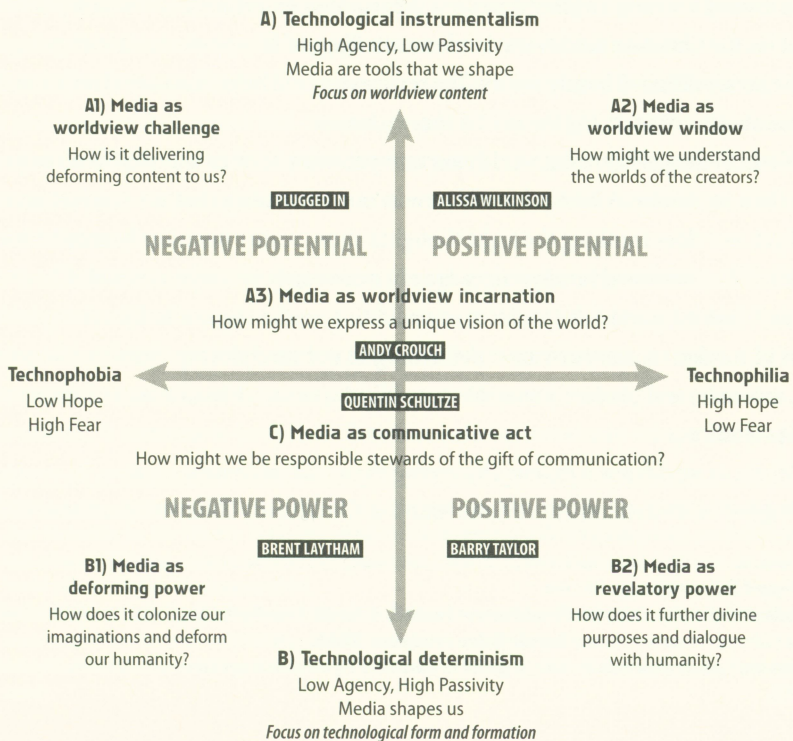 A) Technological instrumentalism
High Agency, Low Passivity
Media are tools that we shape
Focus on worldview content
A1) Media as
worldview challenge
How is it delivering
deforming content to us?
A2) Media as
worldview window
How might we understand
the worlds of the creators?
PLUGGED IN
ALISSA WILKINSON
NEGATIVE POTENTIAL
POSITIVE POTENTIAL
A3) Media as worldview incarnation
How might we express a unique vision of the world?
ANDY CROUCH
Technophobia
Low Hope
High Fear
Technophilia
High Hope
Low Fear
QUENTIN SCHULTZE
C) Media as communicative act
How might we be responsible stewards of the gift of communication?
NEGATIVE POWER
POSITIVE POWER
BRENT LAYTHAM
BARRY TAYLOR
B1) Media as
deforming power
How does it colonize our
imaginations and deform
our humanity?
B2) Media as
revelatory power
How does it further divine
purposes and dialogue
with humanity?
B) Technological determinism
Low Agency, High Passivity
Media shapes us
Focus on technological form and formation